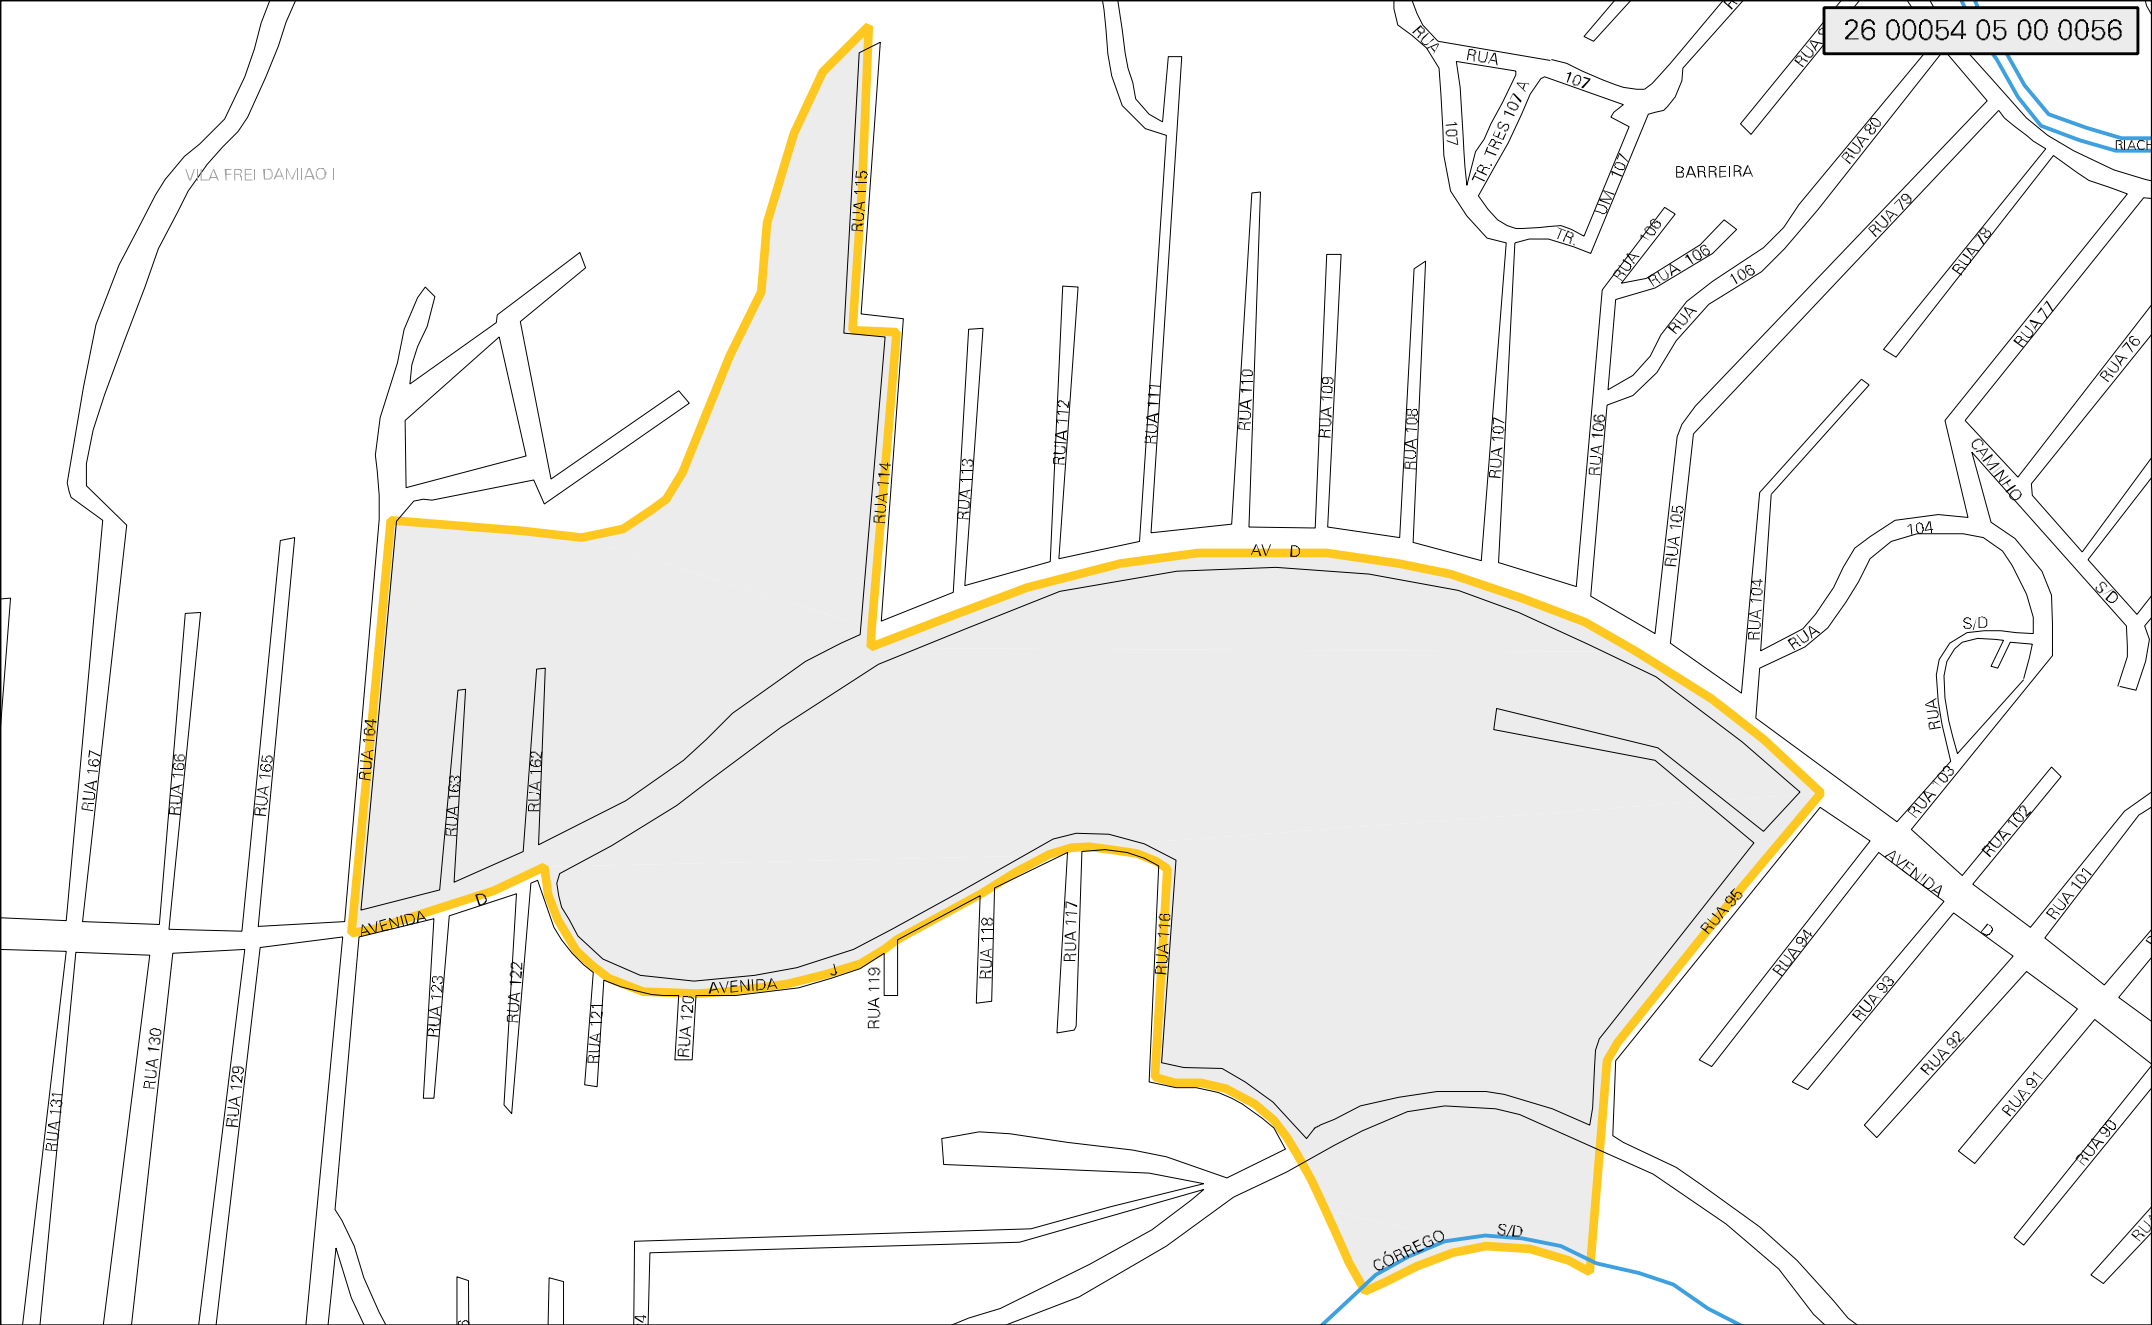 26 00054 05 00 0056
RUA
RUA
107
107
TR. TRES 107 A
UM 107
TR.
BARREIRA
RUA 80
RIACH
VILA FREI DAMIAO I
RUA 115
RUA 79
RUA 78
RUA 106
RUA 106
RUA 106
RUA 77
RUA 76
RUA 114
RUA 113
RUA 112
RUA 111
RUA 110
RUA 109
RUA 108
RUA 107
RUA 106
RUA 105
RUA 104
CAMINHO
S/D
RUA 104
S/D
RUA
AV D
RUA 167
RUA 166
RUA 165
RUA 164
RUA 163
RUA 162
RUA 103
RUA 102
RUA 101
AVENIDA D
AVENIDA D
RUA 95
RUA 94
RUA 93
RUA 92
RUA 91
RUA 90
RUA 116
RUA 117
RUA 118
RUA 119
AVENIDA J
RUA 120
RUA 121
RUA 122
RUA 123
RUA 129
RUA 130
RUA 131
CÓRREGO S/D